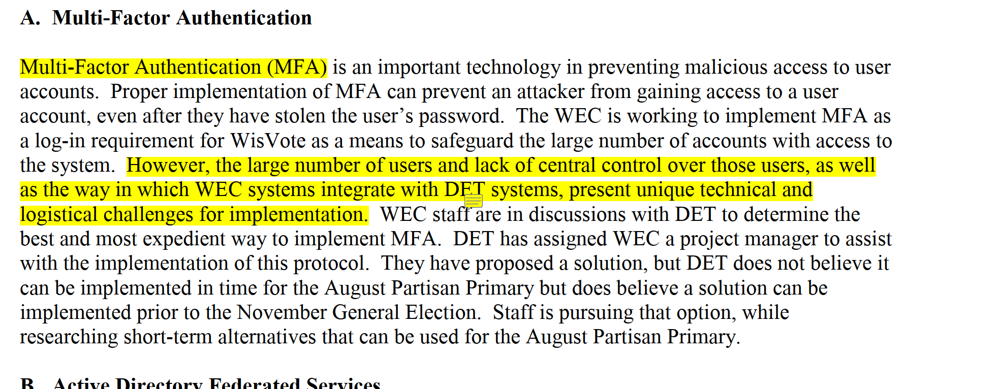 A.  Multi-Factor Authentication
Multi-Factor Authentication (MFA) is an important technology in preventing malicious access to user
accounts.  Proper implementation of MFA can prevent an attacker from gaining access to a user
account, even after they have stolen the user’s password.  The WEC is working to implement MFA as
a log-in requirement for WisVote as a means to safeguard the large number of accounts with access to
the system.  However, the large number of users and lack of central control over those users, as well
as the way in which WEC systems integrate with DET systems, present unique technical and
logistical challenges for implementation.  WEC staff are in discussions with DET to determine the
best and most expedient way to implement MFA.  DET has assigned WEC a project manager to assist
with the implementation of this protocol.  They have proposed a solution, but DET does not believe it
can be implemented in time for the August Partisan Primary but does believe a solution can be
implemented prior to the November General Election.  Staff is pursuing that option, while
researching short-term alternatives that can be used for the August Partisan Primary.
B.  Active Directory Federated Services